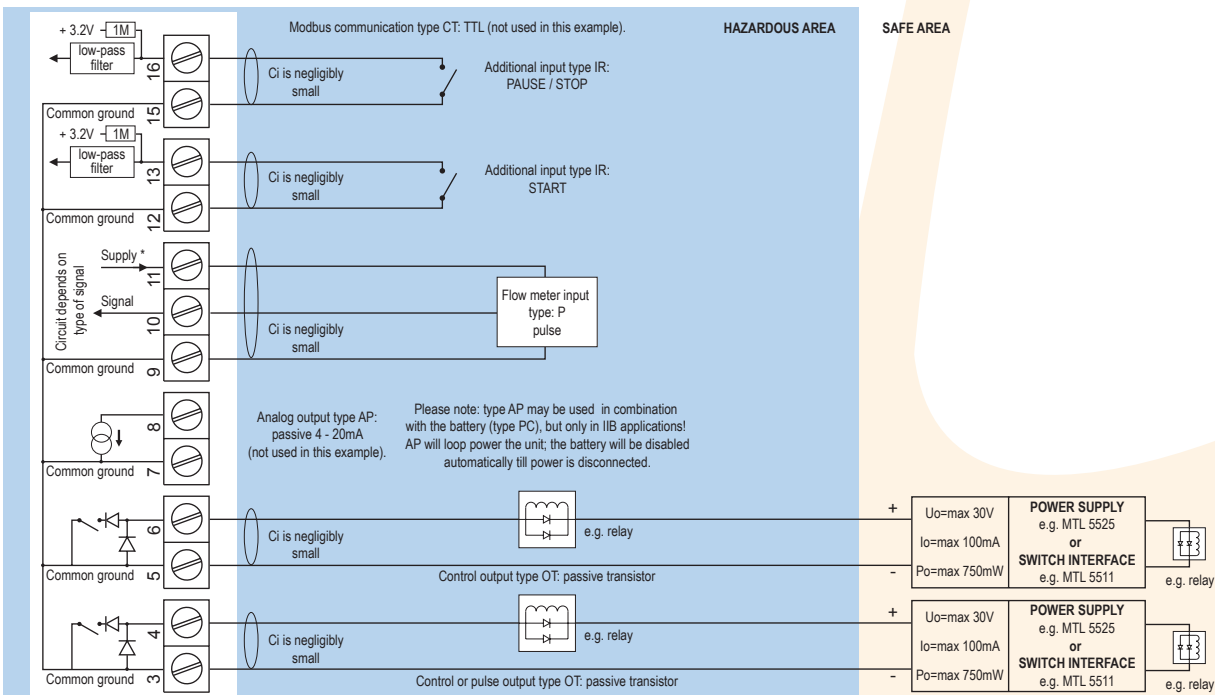 Modbus communication type CT: TTL (not used in this example).
HAZARDOUS AREA
SAFE AREA
+ 3.2V
1M
low-pass
filter
16
Ci is negligibly
small
Additional input type IR:
PAUSE / STOP
15
Common ground
+ 3.2V
1M
low-pass
filter
13
Ci is negligibly
small
Additional input type IR:
START
12
Common ground
Circuit depends on
type of signal
Supply *
11
Signal
10
Flow meter input
type: P
pulse
Ci is negligibly
small
9
Common ground
8
Analog output type AP:
passive 4 - 20mA
(not used in this example).
Please note: type AP may be used in combination
with the battery (type PC), but only in IIB applications!
AP will loop power the unit; the battery will be disabled
automatically till power is disconnected.
7
Common ground
6
Ci is negligibly
small
e.g. relay
5
Common ground
Control output type OT: passive transistor
+
-
Uo=max 30V
Io=max 100mA
Po=max 750mW
POWER SUPPLY
e.g. MTL 5525
or
SWITCH INTERFACE
e.g. MTL 5511
e.g. relay
4
Ci is negligibly
small
e.g. relay
3
Common ground
Control or pulse output type OT: passive transistor
+
-
Uo=max 30V
Io=max 100mA
Po=max 750mW
POWER SUPPLY
e.g. MTL 5525
or
SWITCH INTERFACE
e.g. MTL 5511
e.g. relay